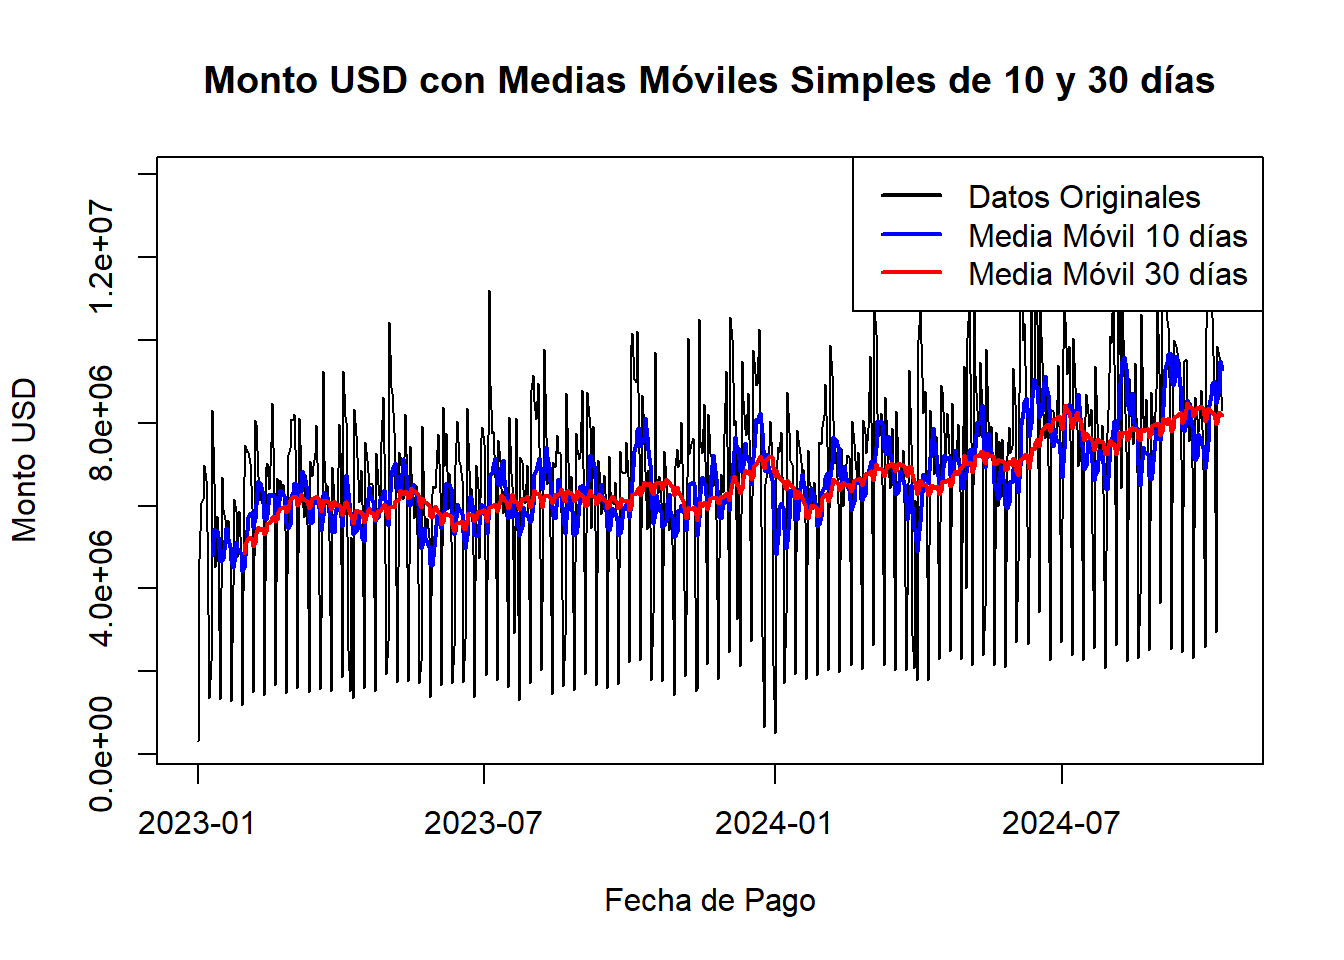 Monto USD con Medias Móviles Simples de 10 y 30 días
Datos Originales
Media Móvil 10 días
Media Móvil 30 días
Monto USD
1.2e+07
8.0e+06
4.0e+06
0.0e+00
2023-01
2023-07
2024-01
2024-07
Fecha de Pago